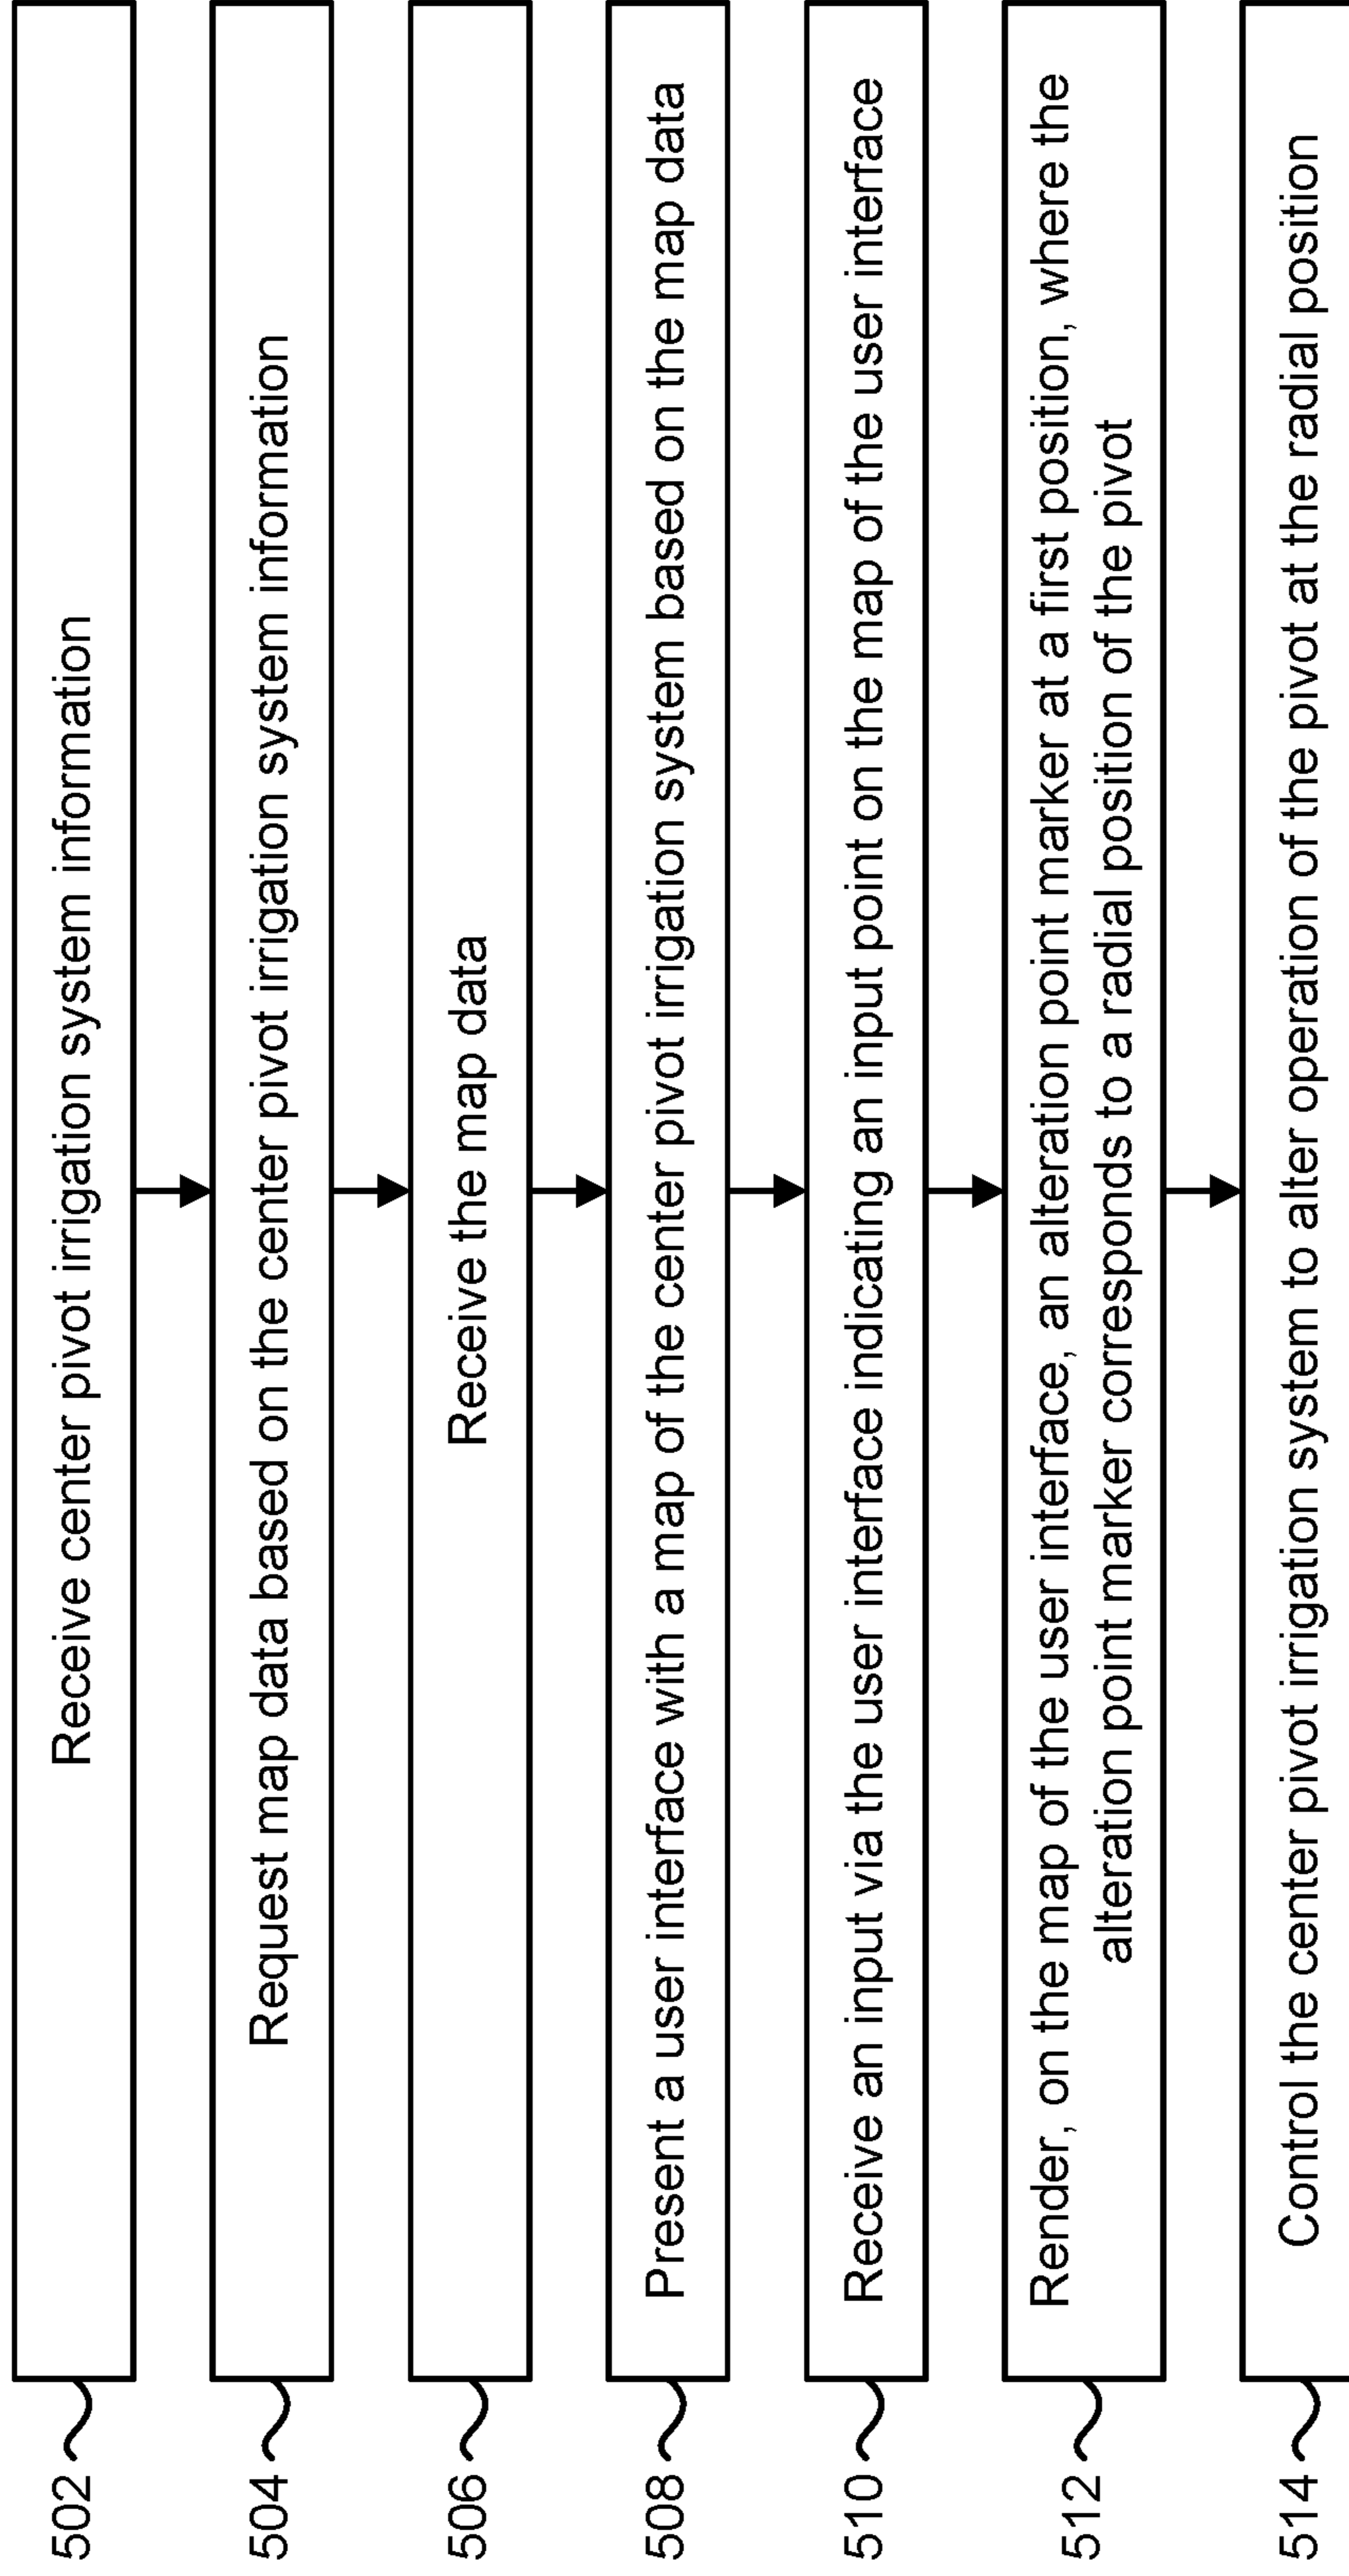 502 Receive center pivot irrigation system information
504 Request map data based on the center pivot irrigation system information
506 Receive the map data
508 Present a user interface with a map of the center pivot irrigation system based on the map data
510 Receive an input via the user interface indicating an input point on the map of the user interface
512 Render, on the map of the user interface, an alteration point marker at a first position, where the
alteration point marker corresponds to a radial position of the pivot
514 Control the center pivot irrigation system to alter operation of the pivot at the radial position